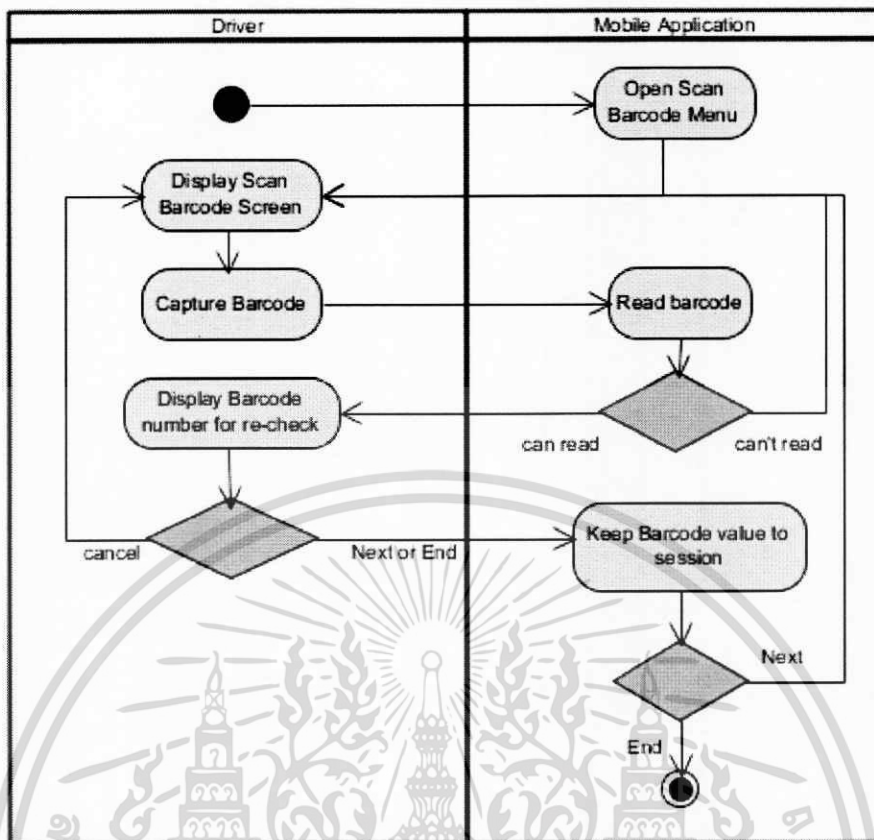 Driver
Mobile Application
Open Scan
Barcode Menu
Display Scan
Barcode Screen
Capture Barcode
Read barcode
Display Barcode
number for re-check
can read
can't read
cancel
Next or End
Keep Barcode value to
session
Next
End